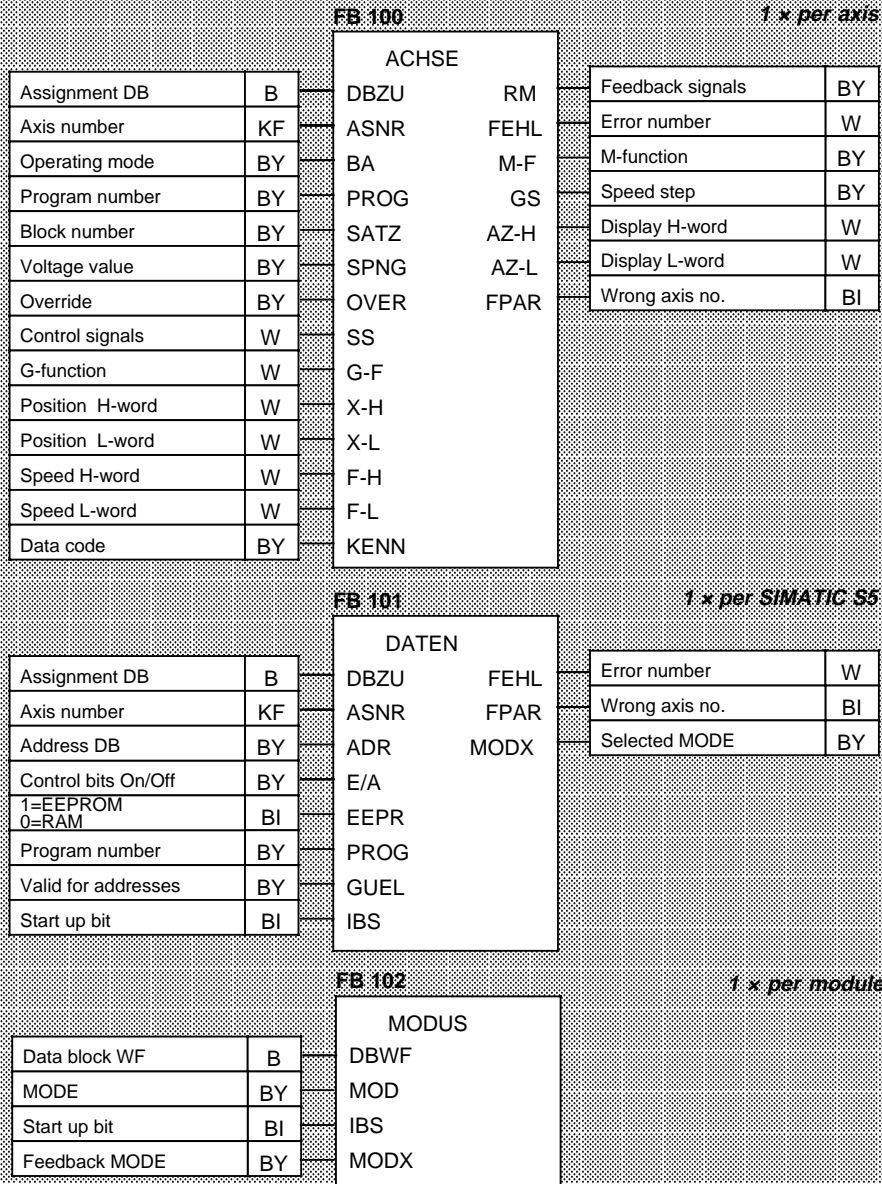 FB 100 1 × per axis
ACHSE
Assignment DB B DBZU RM Feedback signals BY
Axis number KF ASNR FEHL Error number W
Operating mode BY BA M-F M-function BY
Program number BY PROG GS Speed step BY
Block number BY SATZ AZ-H Display H-word W
Voltage value BY SPNG AZ-L Display L-word W
Override BY OVER FPAR Wrong axis no. BI
Control signals W SS
G-function W G-F
Position H-word W X-H
Position L-word W X-L
Speed H-word W F-H
Speed L-word W F-L
Data code BY KENN
FB 101 1 × per SIMATIC S5
DATEN
Assignment DB B DBZU FEHL Error number W
Axis number KF ASNR FPAR Wrong axis no. BI
Address DB BY ADR MODX Selected MODE BY
Control bits On/Off BY E/A
1=EEPROM
0=RAM BI EEPR
Program number BY PROG
Valid for addresses BY GUEL
Start up bit BI IBS
FB 102 1 × per module
MODUS
Data block WF B DBWF
MODE BY MOD
Start up bit BI IBS
Feedback MODE BY MODX